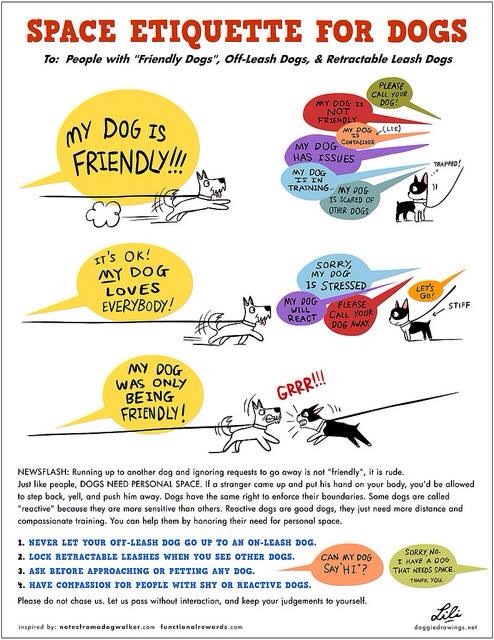 SPACE ETIQUETTE FOR DOGS
To: People with "Friendly Dogs", Off-Leash Dogs, & Retractable Leash Dogs
MY DOG IS
FRIENDLY!!!
PLEASE
CALL YOUR
DOG!
MY DOG IS
NOT
FRIENDLY
MY DOG
IS
CONTAGIOUS
(LIE)
MY DOG
HAS ISSUES
MY DOG
IS IN
TRAINING
MY DOG
IS SCARED OF
OTHER DOGS
TRAPPED!
IT'S OK!
MY DOG
LOVES
EVERYBODY!
SORRY,
MY DOG
IS STRESSED
MY DOG
WILL
REACT
PLEASE
CALL YOUR
DOG AWAY.
LET'S
GO!
STIFF
MY DOG
WAS ONLY
BEING
FRIENDLY!
GRRR!!!
NEWSFLASH: Running up to another dog and ignoring requests to go away is not "friendly", it is rude.
Just like people, DOGS NEED PERSONAL SPACE. If a stranger came up and put his hand on your body, you'd be allowed
to step back, yell, and push him away. Dogs have the same right to enforce their boundaries. Some dogs are called
"reactive" because they are more sensitive than others. Reactive dogs are good dogs, they just need more distance and
compassionate training. You can help them by honoring their need for personal space.
1. NEVER LET YOUR OFF-LEASH DOG GO UP TO AN ON-LEASH DOG.
2. LOCK RETRACTABLE LEASHES WHEN YOU SEE OTHER DOGS.
3. ASK BEFORE APPROACHING OR PETTING ANY DOG.
4. HAVE COMPASSION FOR PEOPLE WITH SHY OR REACTIVE DOGS.
CAN MY DOG
SAY "HI"?
SORRY, NO.
I HAVE A DOG
THAT NEEDS SPACE.
THANK YOU.
Please do not chase us. Let us pass without interaction, and keep your judgements to yourself.
Lili
inspired by: notesfromadogwalker.com functionalrewards.com
doggiedrawings.net